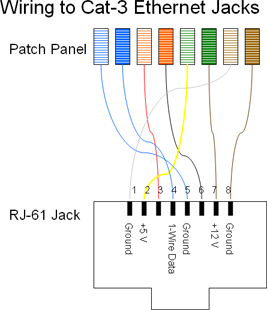 Wiring to Cat-3 Ethernet Jacks
Patch Panel
1 2 3 4 5 6 7 8
RJ-61 Jack
Ground
+5 V
1-Wire Data
Ground
+12 V
Ground